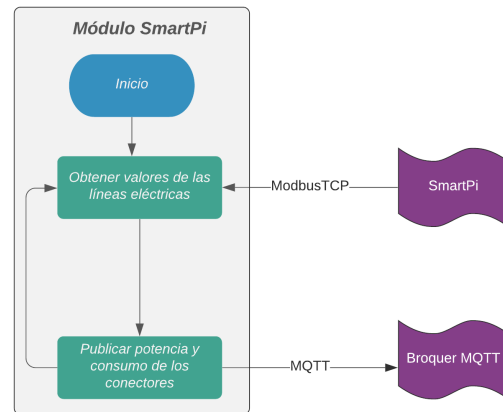 Módulo SmartPi
Inicio
Obtener valores de las
líneas eléctricas
ModbusTCP
SmartPi
Publicar potencia y
consumo de los
conectores
MQTT
Broquer MQTT